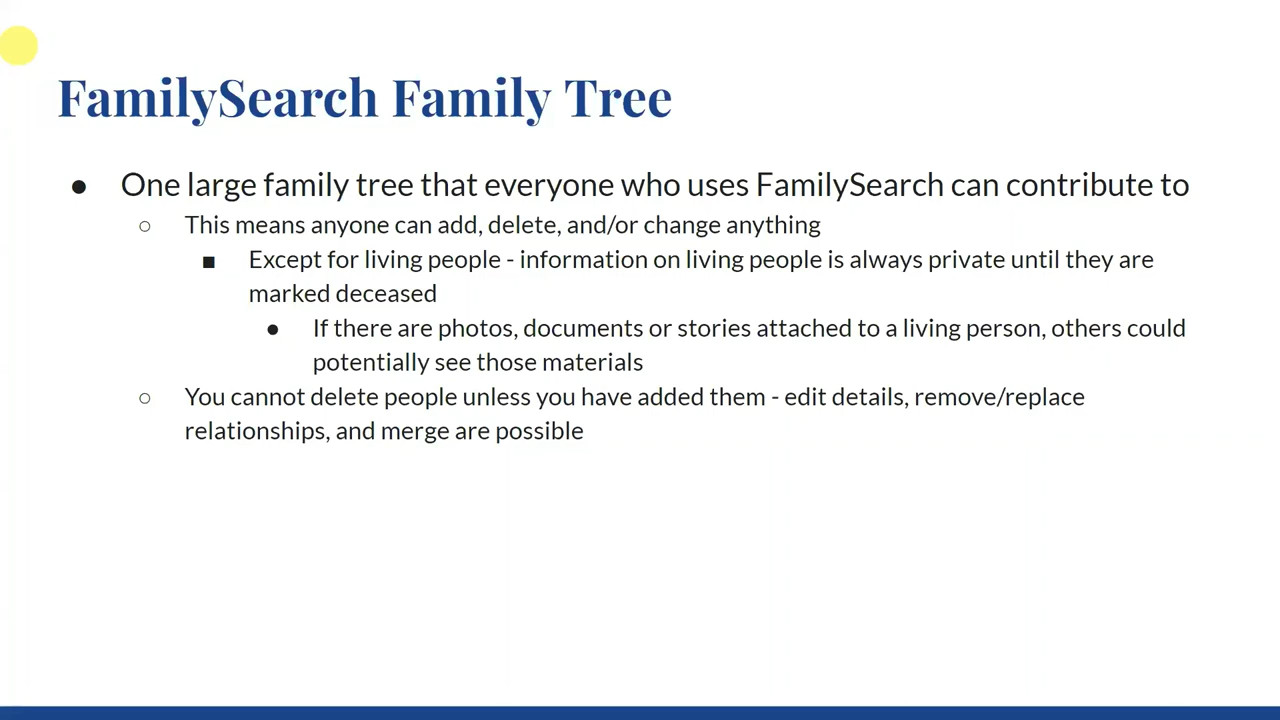 FamilySearch Family Tree
● One large family tree that everyone who uses FamilySearch can contribute to
○ This means anyone can add, delete, and/or change anything
■ Except for living people - information on living people is always private until they are
marked deceased
● If there are photos, documents or stories attached to a living person, others could
potentially see those materials
○ You cannot delete people unless you have added them - edit details, remove/replace
relationships, and merge are possible